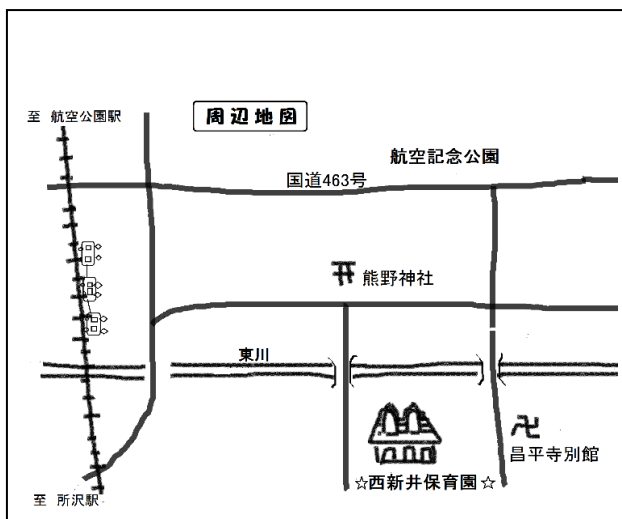 周辺地図
至 航空公園駅
航空記念公園
国道463号
熊野神社
東川
昌平寺別館
☆西新井保育園☆
至 所沢駅